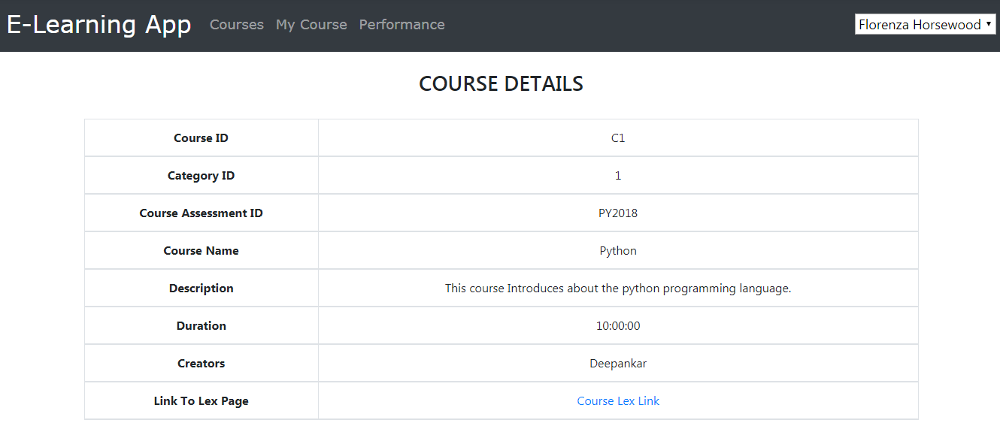 E-Learning App Courses My Course Performance Florenza Horsewood
COURSE DETAILS
Course ID C1
Category ID 1
Course Assessment ID PY2018
Course Name Python
Description This course Introduces about the python programming language.
Duration 10:00:00
Creators Deepankar
Link To Lex Page Course Lex Link